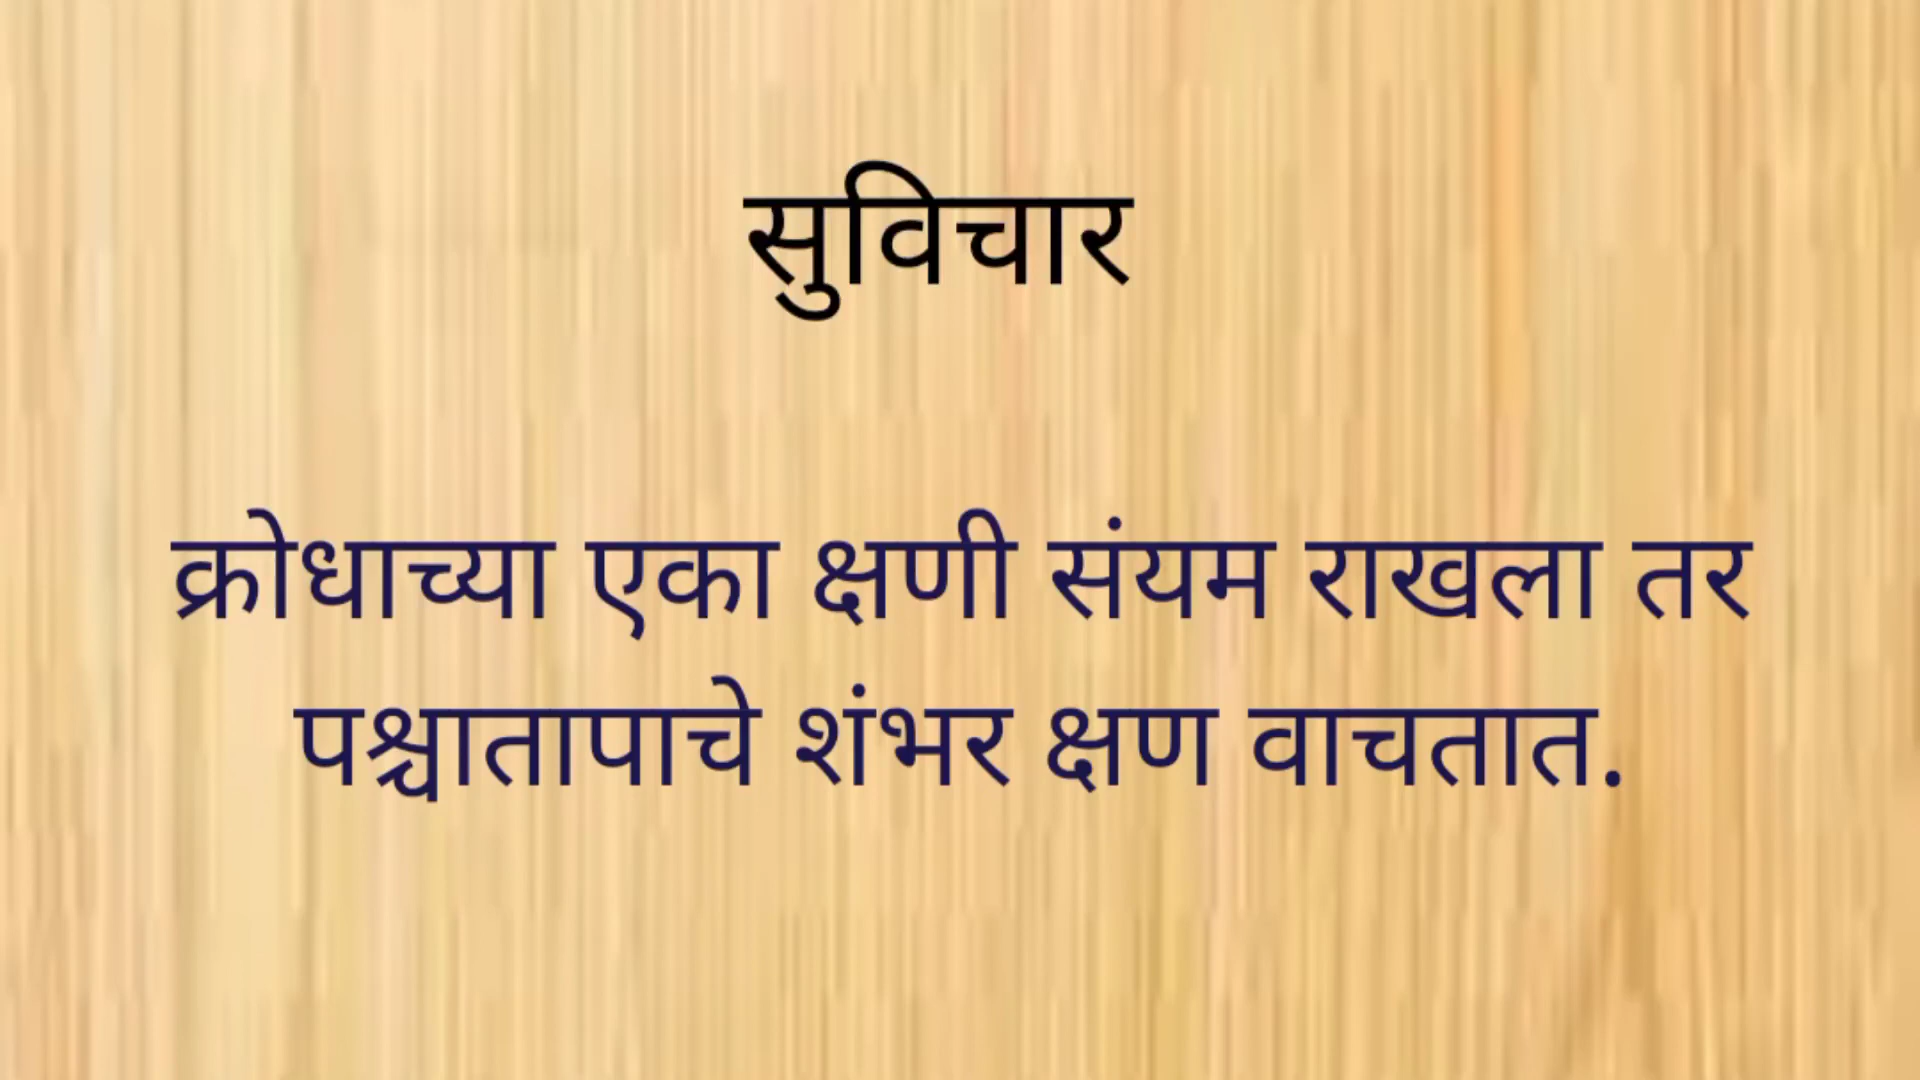 सुविचार
क्रोधाच्या एका क्षणी संयम राखला तर
पश्चातापाचे शंभर क्षण वाचतात.